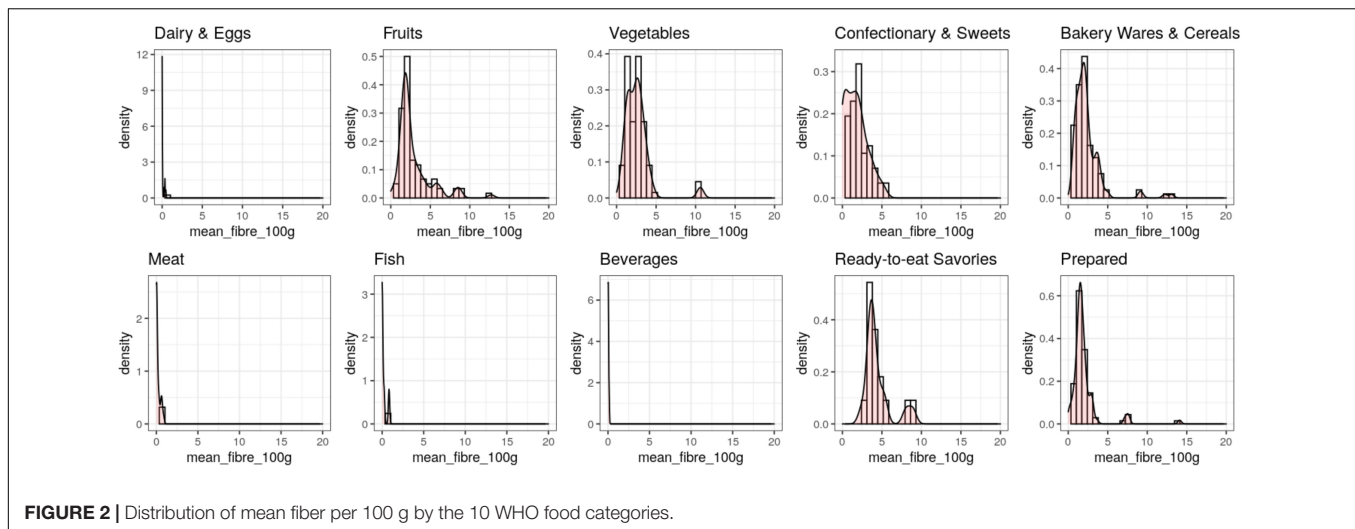 Dairy & Eggs
12
9
6
3
0
density
0 5 10 15 20
mean_fibre_100g
Fruits
0.5
0.4
0.3
0.2
0.1
0.0
density
0 5 10 15 20
mean_fibre_100g
Vegetables
0.4
0.3
0.2
0.1
0.0
density
0 5 10 15 20
mean_fibre_100g
Confectionary & Sweets
0.3
0.2
0.1
0.0
density
0 5 10 15 20
mean_fibre_100g
Bakery Wares & Cereals
0.4
0.3
0.2
0.1
0.0
density
0 5 10 15 20
mean_fibre_100g
Meat
2
1
0
density
0 5 10 15 20
mean_fibre_100g
Fish
3
2
1
0
density
0 5 10 15 20
mean_fibre_100g
Beverages
6
4
2
0
density
0 5 10 15 20
mean_fibre_100g
Ready-to-eat Savories
0.4
0.2
0.0
density
0 5 10 15 20
mean_fibre_100g
Prepared
0.6
0.4
0.2
0.0
density
0 5 10 15 20
mean_fibre_100g
FIGURE 2 | Distribution of mean fiber per 100 g by the 10 WHO food categories.